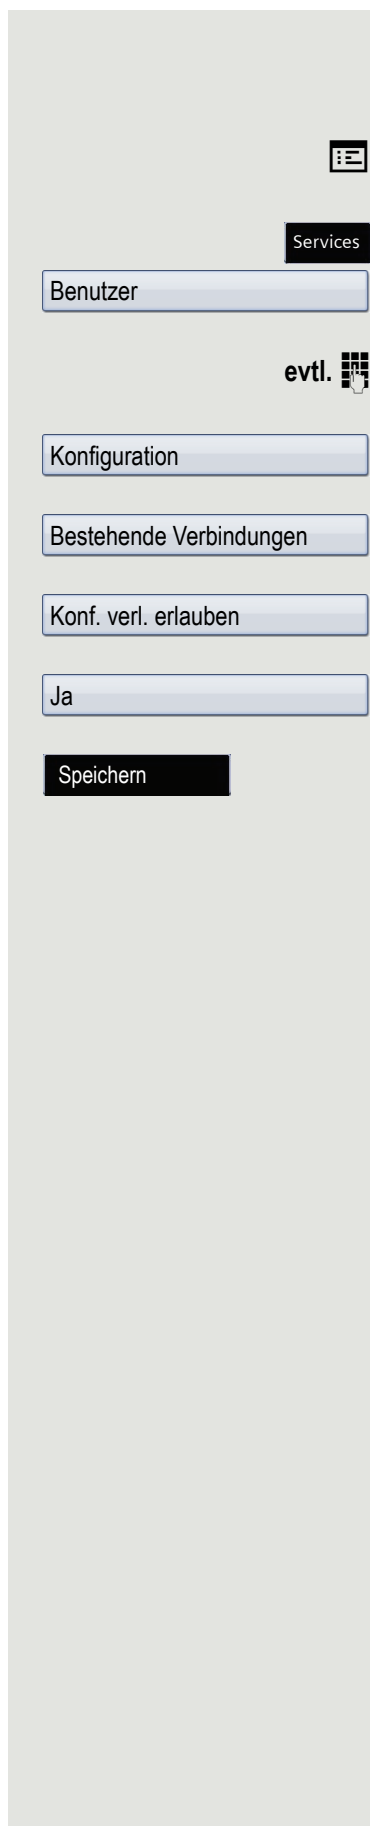 Services
Benutzer
evtl.
Konfiguration
Bestehende Verbindungen
Konf. verl. erlauben
Ja
Speichern